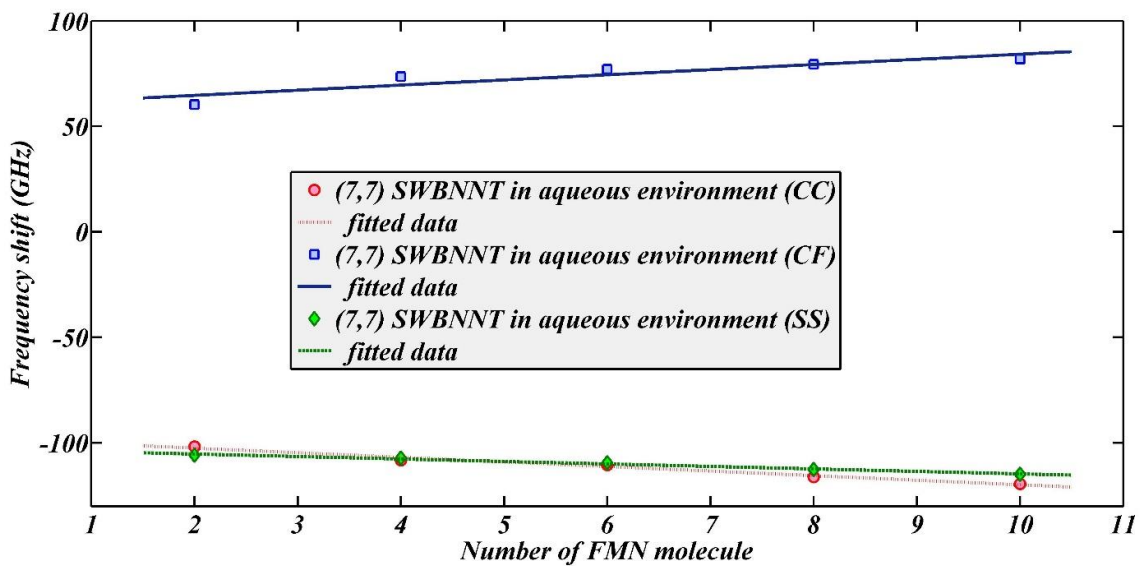 100
50
0
-50
-100
Frequency shift (GHz)
(7,7) SWBNNT in aqueous environment (CC)
fitted data
(7,7) SWBNNT in aqueous environment (CF)
fitted data
(7,7) SWBNNT in aqueous environment (SS)
fitted data
1 2 3 4 5 6 7 8 9 10 11
Number of FMN molecule